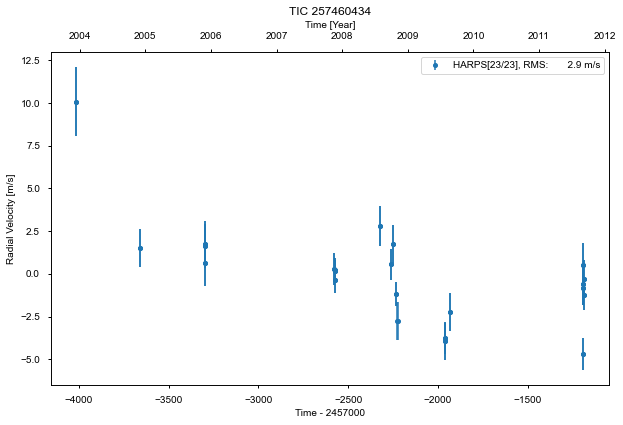 TIC 257460434
Time [Year]
2004 2005 2006 2007 2008 2009 2010 2011 2012
HARPS[23/23], RMS: 2.9 m/s
12.5
10.0
7.5
5.0
2.5
0.0
−2.5
−5.0
Radial Velocity [m/s]
−4000 −3500 −3000 −2500 −2000 −1500
Time - 2457000